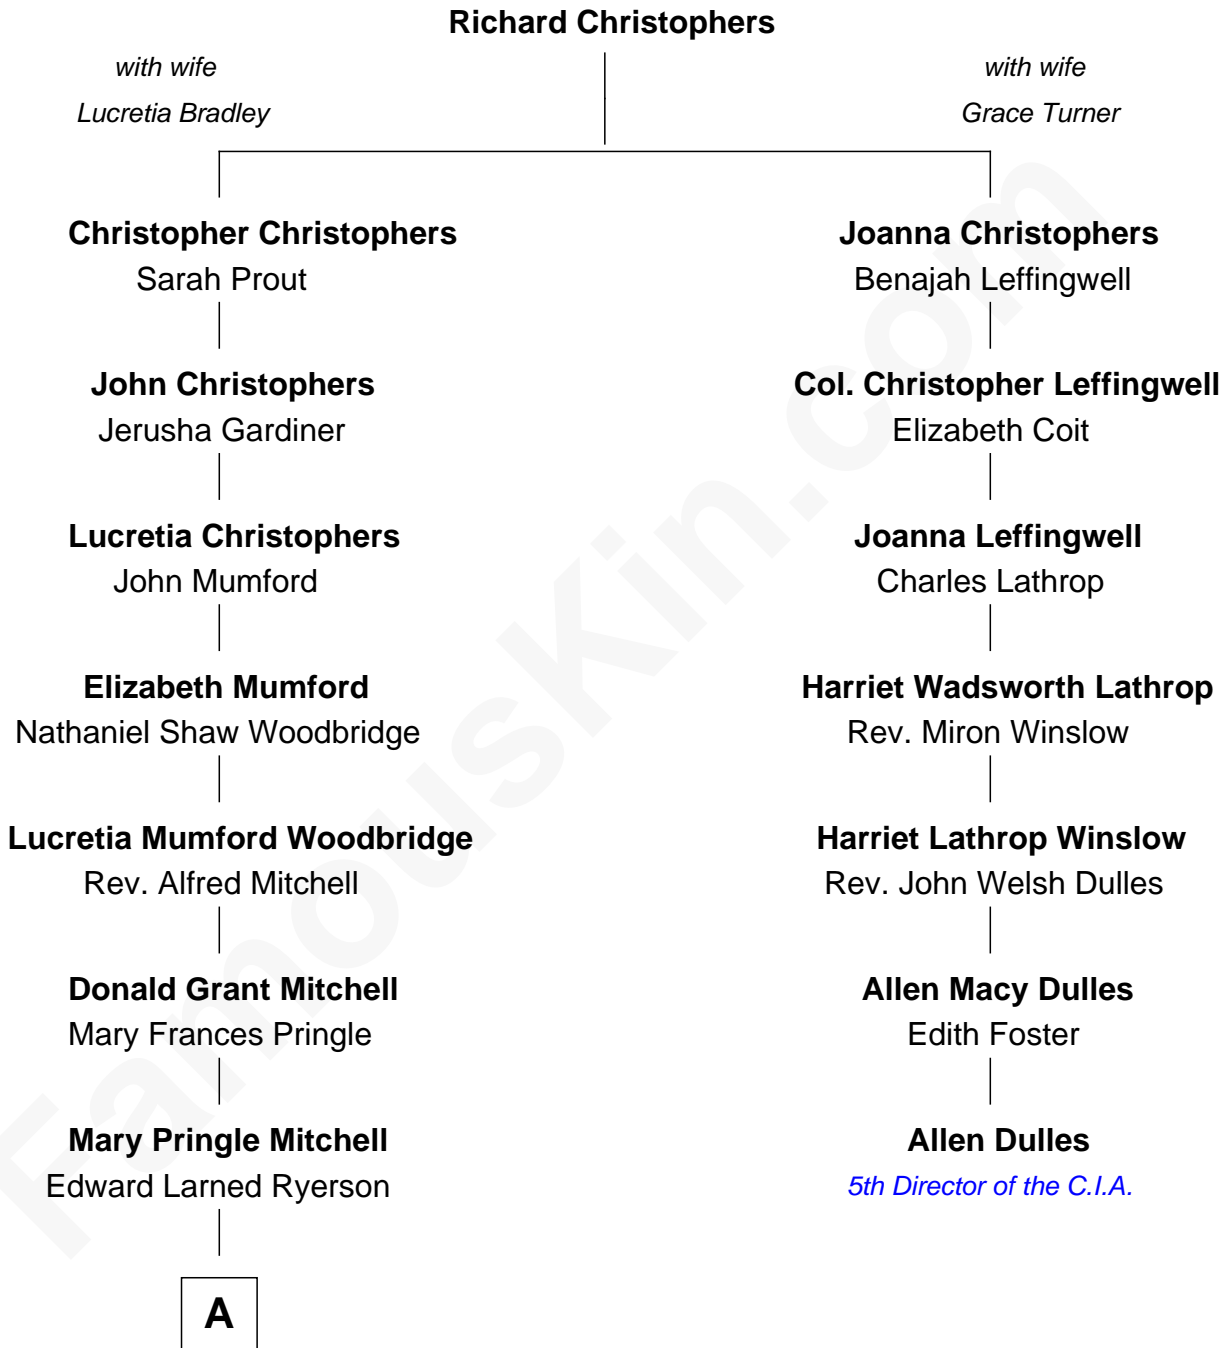 Richard Christophers
with wife
Lucretia Bradley
with wife
Grace Turner
Christopher Christophers
Sarah Prout
Joanna Christophers
Benajah Leffingwell
John Christophers
Jerusha Gardiner
Col. Christopher Leffingwell
Elizabeth Coit
Lucretia Christophers
John Mumford
Joanna Leffingwell
Charles Lathrop
Elizabeth Mumford
Nathaniel Shaw Woodbridge
Harriet Wadsworth Lathrop
Rev. Miron Winslow
Lucretia Mumford Woodbridge
Rev. Alfred Mitchell
Harriet Lathrop Winslow
Rev. John Welsh Dulles
Donald Grant Mitchell
Mary Frances Pringle
Allen Macy Dulles
Edith Foster
Mary Pringle Mitchell
Edward Larned Ryerson
Allen Dulles
5th Director of the C.I.A.
A
FamousKin.com